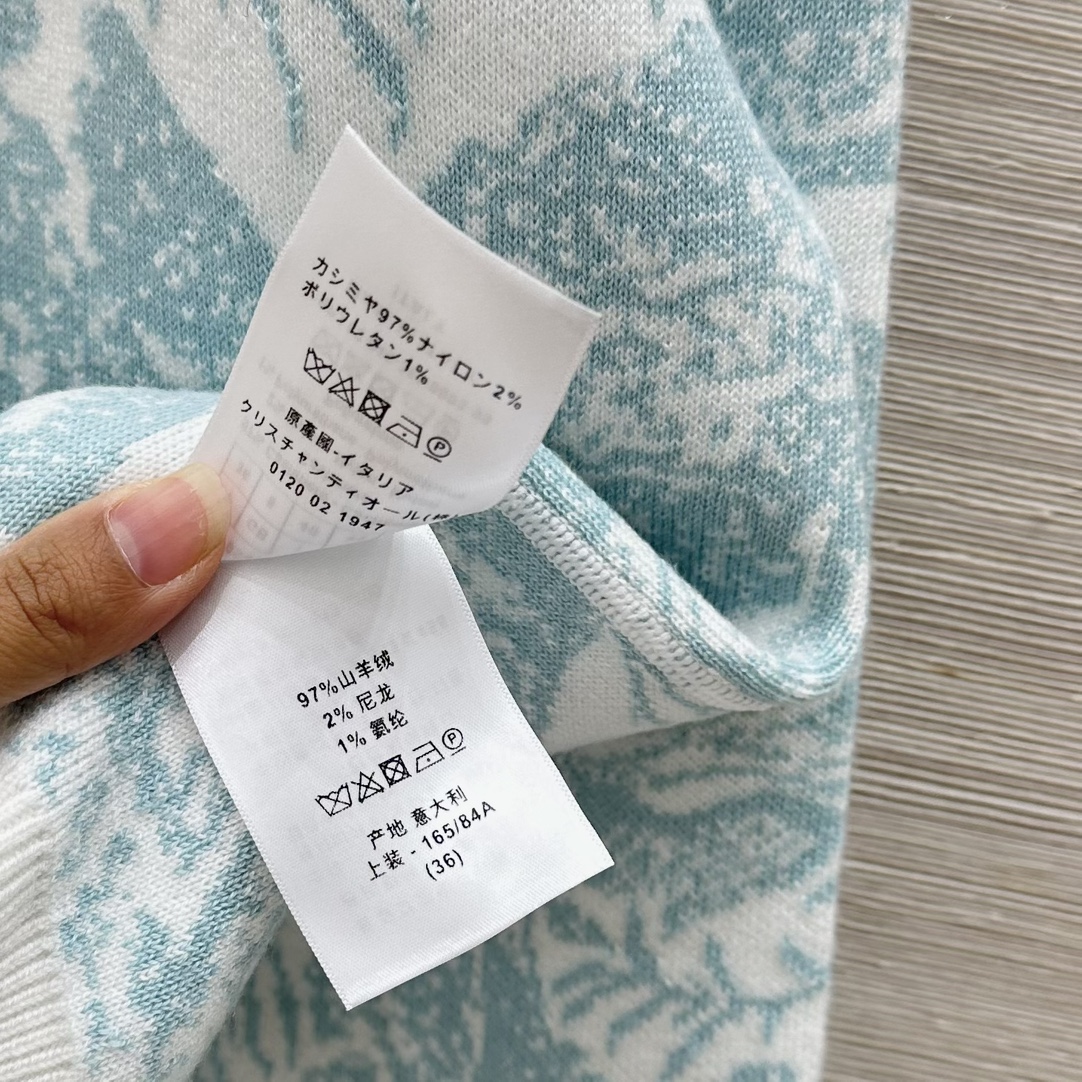 カシミヤ97%ナイロン2%
ポリウレタン1%
原産國-イタリア
クリスチャンディオール(株
0120 02 1947
97%山羊绒
2% 尼龙
1% 氨纶
产地 意大利
上装 - 165/84A
(36)